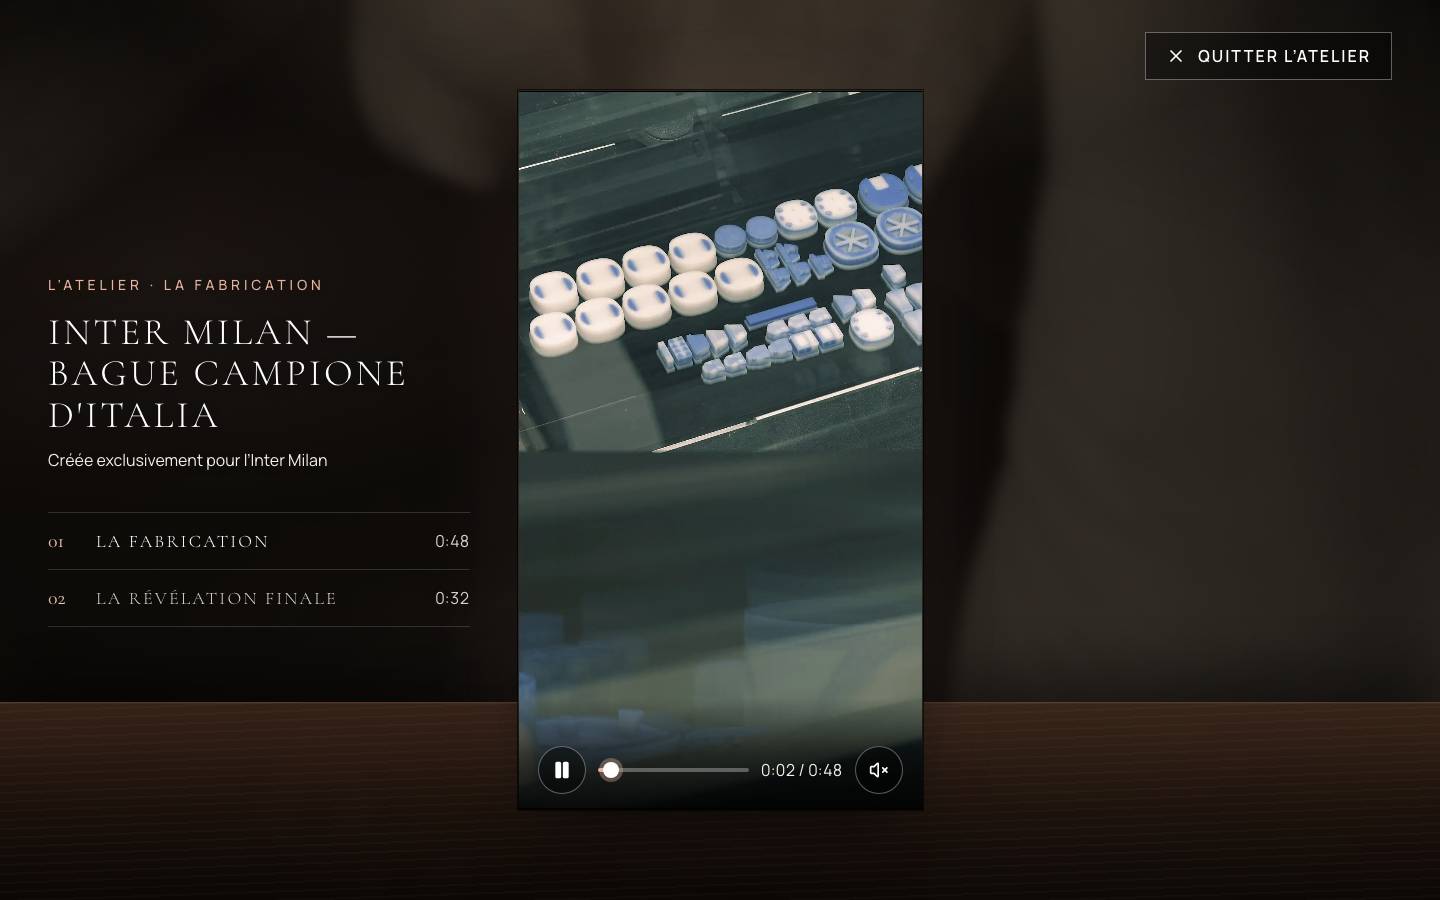 QUITTER L’ATELIER
L’ATELIER · LA FABRICATION
INTER MILAN —
BAGUE CAMPIONE
D'ITALIA
Créée exclusivement pour l’Inter Milan
01 LA FABRICATION 0:48
02 LA RÉVÉLATION FINALE 0:32
0:02 / 0:48